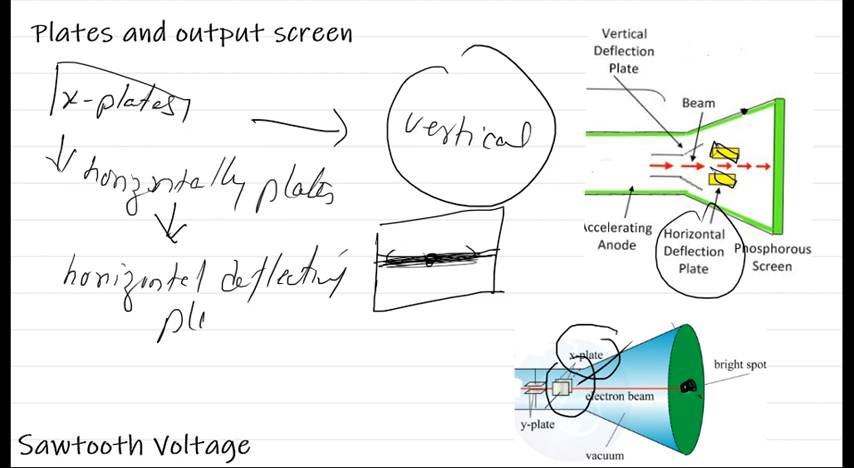 Plates and output screen
x-plates
vertical
horizontally plates
horizontal deflecting
pl
Vertical
Deflection
Plate
Beam
Accelerating
Anode
Horizontal
Deflection
Plate
Phosphorous
Screen
x-plate
bright spot
electron beam
y-plate
vacuum
Sawtooth Voltage